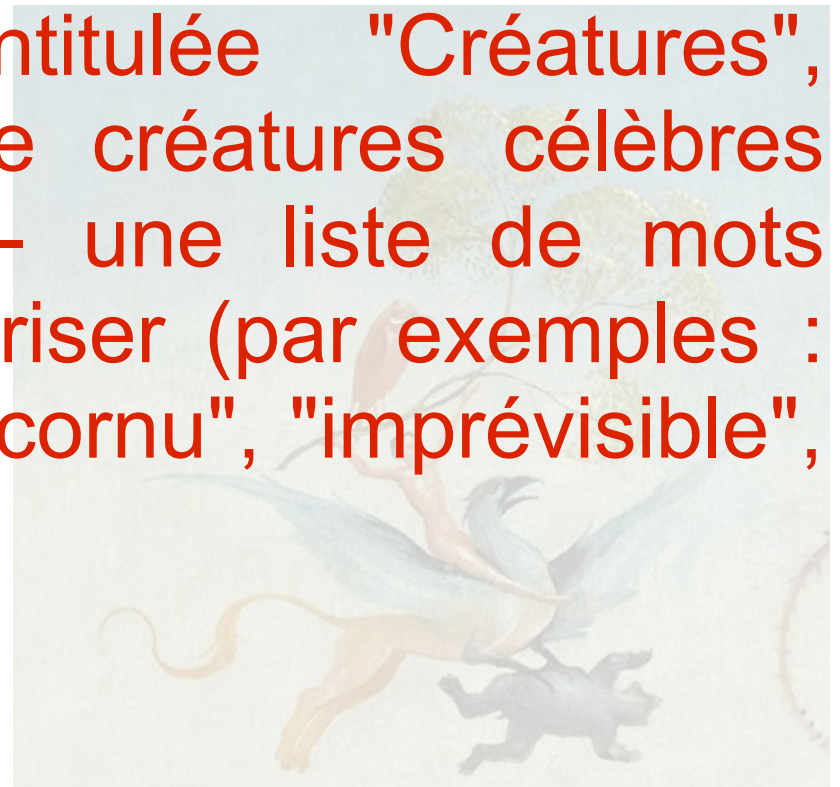 ntitulée "Créatures",
e créatures célèbres
- une liste de mots
riser (par exemples :
cornu", "imprévisible",